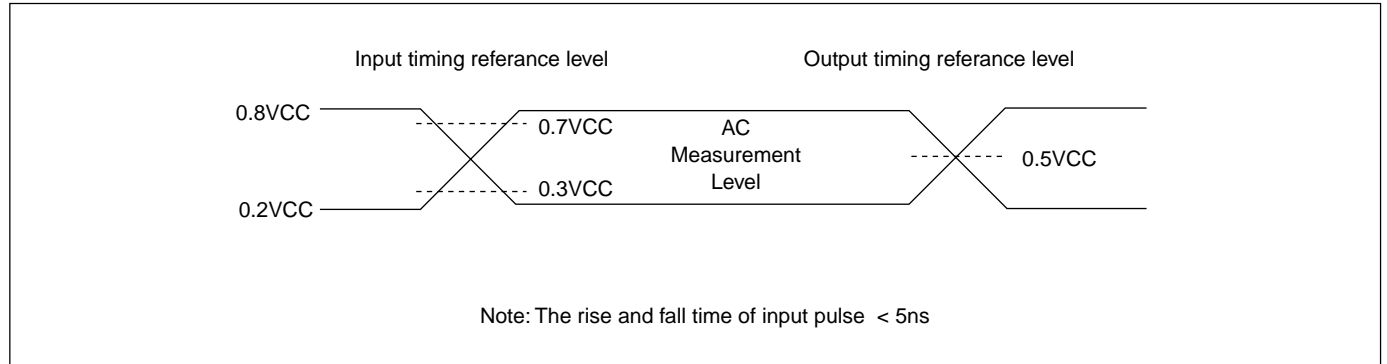 Input timing referance level
Output timing referance level
0.8VCC
0.7VCC
AC
Measurement
Level
0.5VCC
0.3VCC
0.2VCC
Note: The rise and fall time of input pulse < 5ns